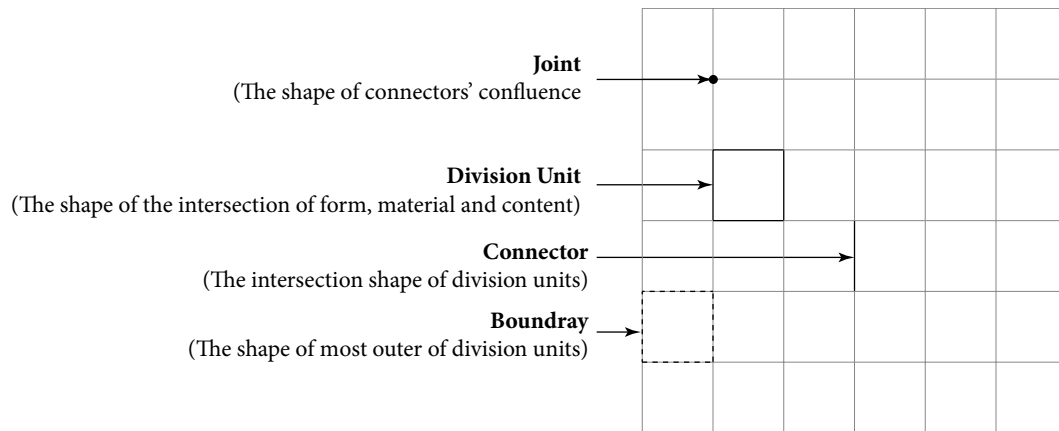 Joint
(The shape of connectors’ confluence
Division Unit
(The shape of the intersection of form, material and content)
Connector
(The intersection shape of division units)
Boundray
(The shape of most outer of division units)